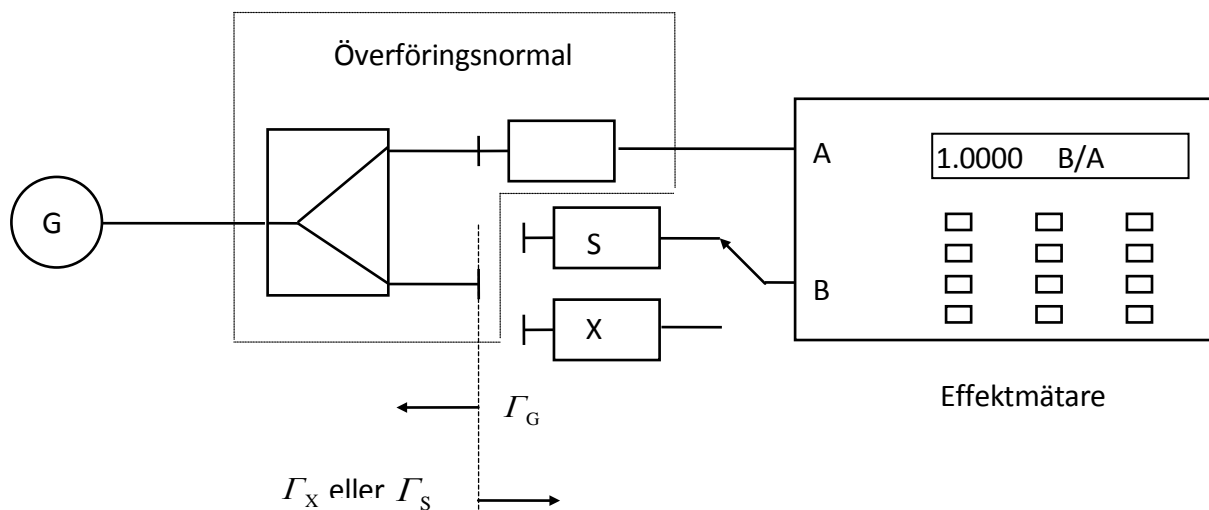 Överföringsnormal
A
1.0000 B/A
G
S
B
X
Γ_G
Effektmätare
Γ_X eller Γ_S